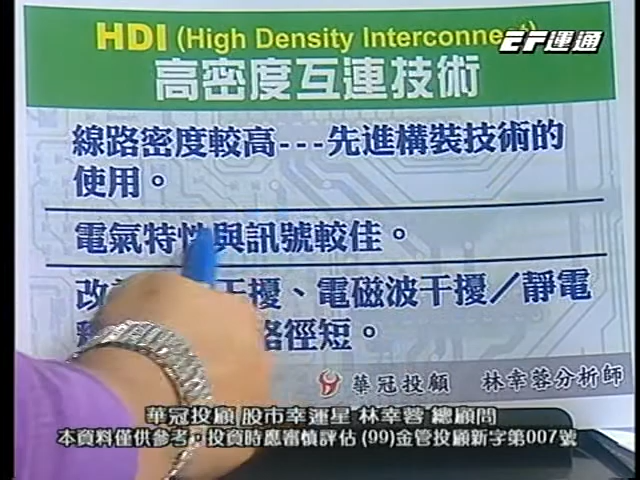 HDI (High Density Interconnect)
EF運通
高密度互連技術
線路密度較高---先進構裝技術的
使用。
電氣特性與訊號較佳。
改 干擾、電磁波干擾/靜電
路徑短。
華冠投顧 林幸蓉分析師
華冠投顧 股市幸運星 林幸蓉 總顧問
本資料僅供參考，投資時應審慎評估 (99)金管投顧新字第007號